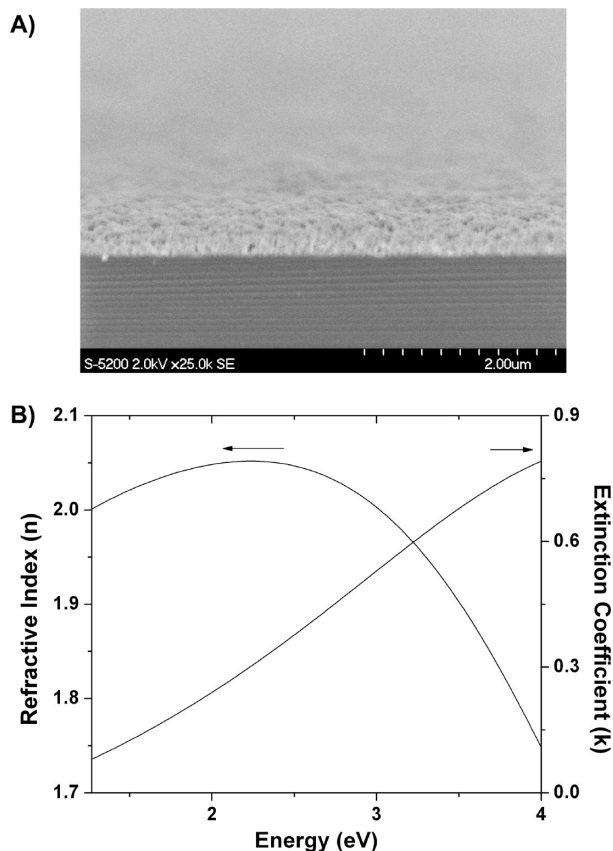 A)
S-5200 2.0kV x25.0k SE
2.00um
B)
2.1
2.0
1.9
1.8
1.7
Refractive Index (n)
0.9
0.6
0.3
0.0
Extinction Coefficient (k)
2
3
4
Energy (eV)